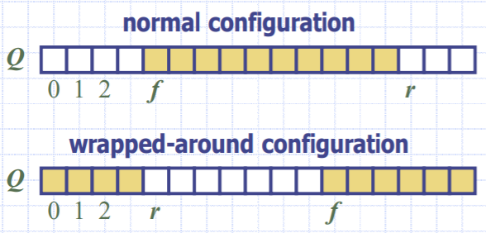 normal configuration
Q
0 1 2 f r
wrapped-around configuration
Q
0 1 2 r f